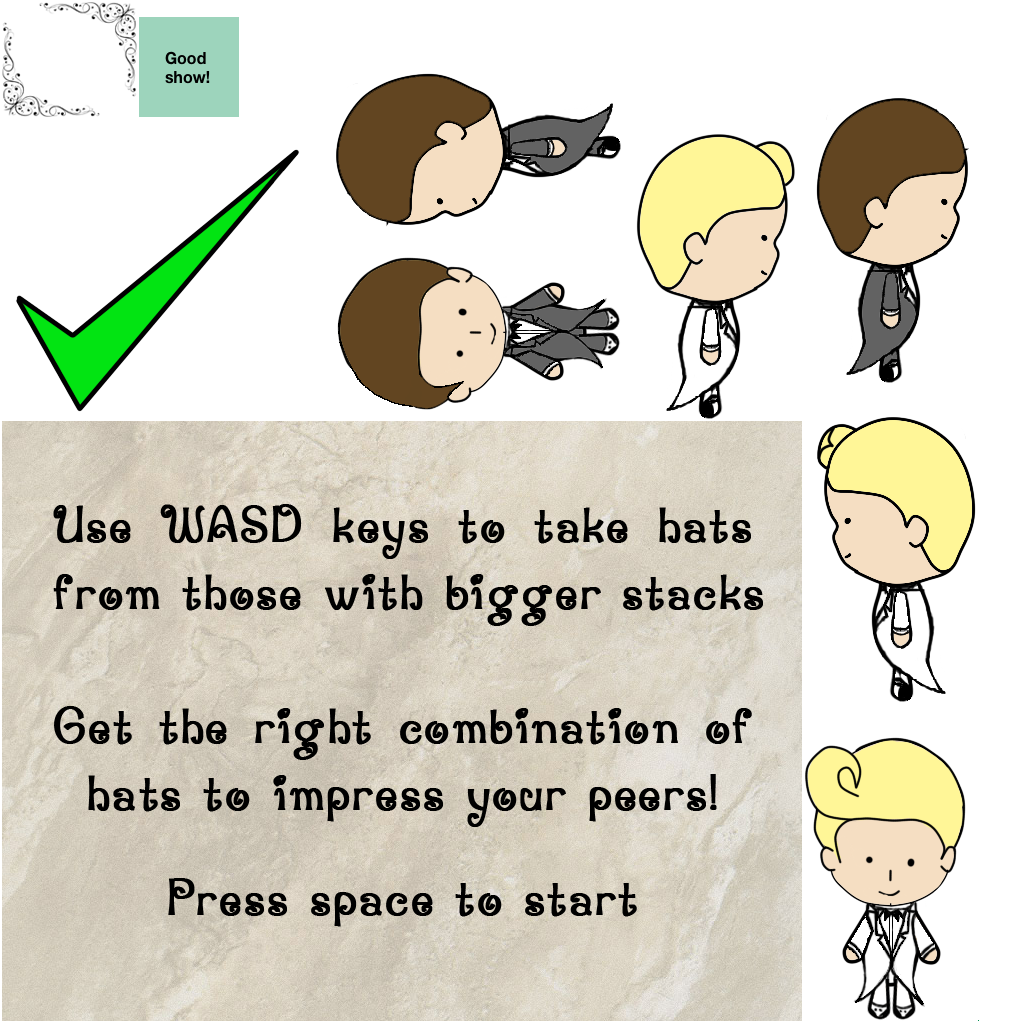 Good
show!
Use WASD keys to take hats
from those with bigger stacks
Get the right combination of
hats to impress your peers!
Press space to start